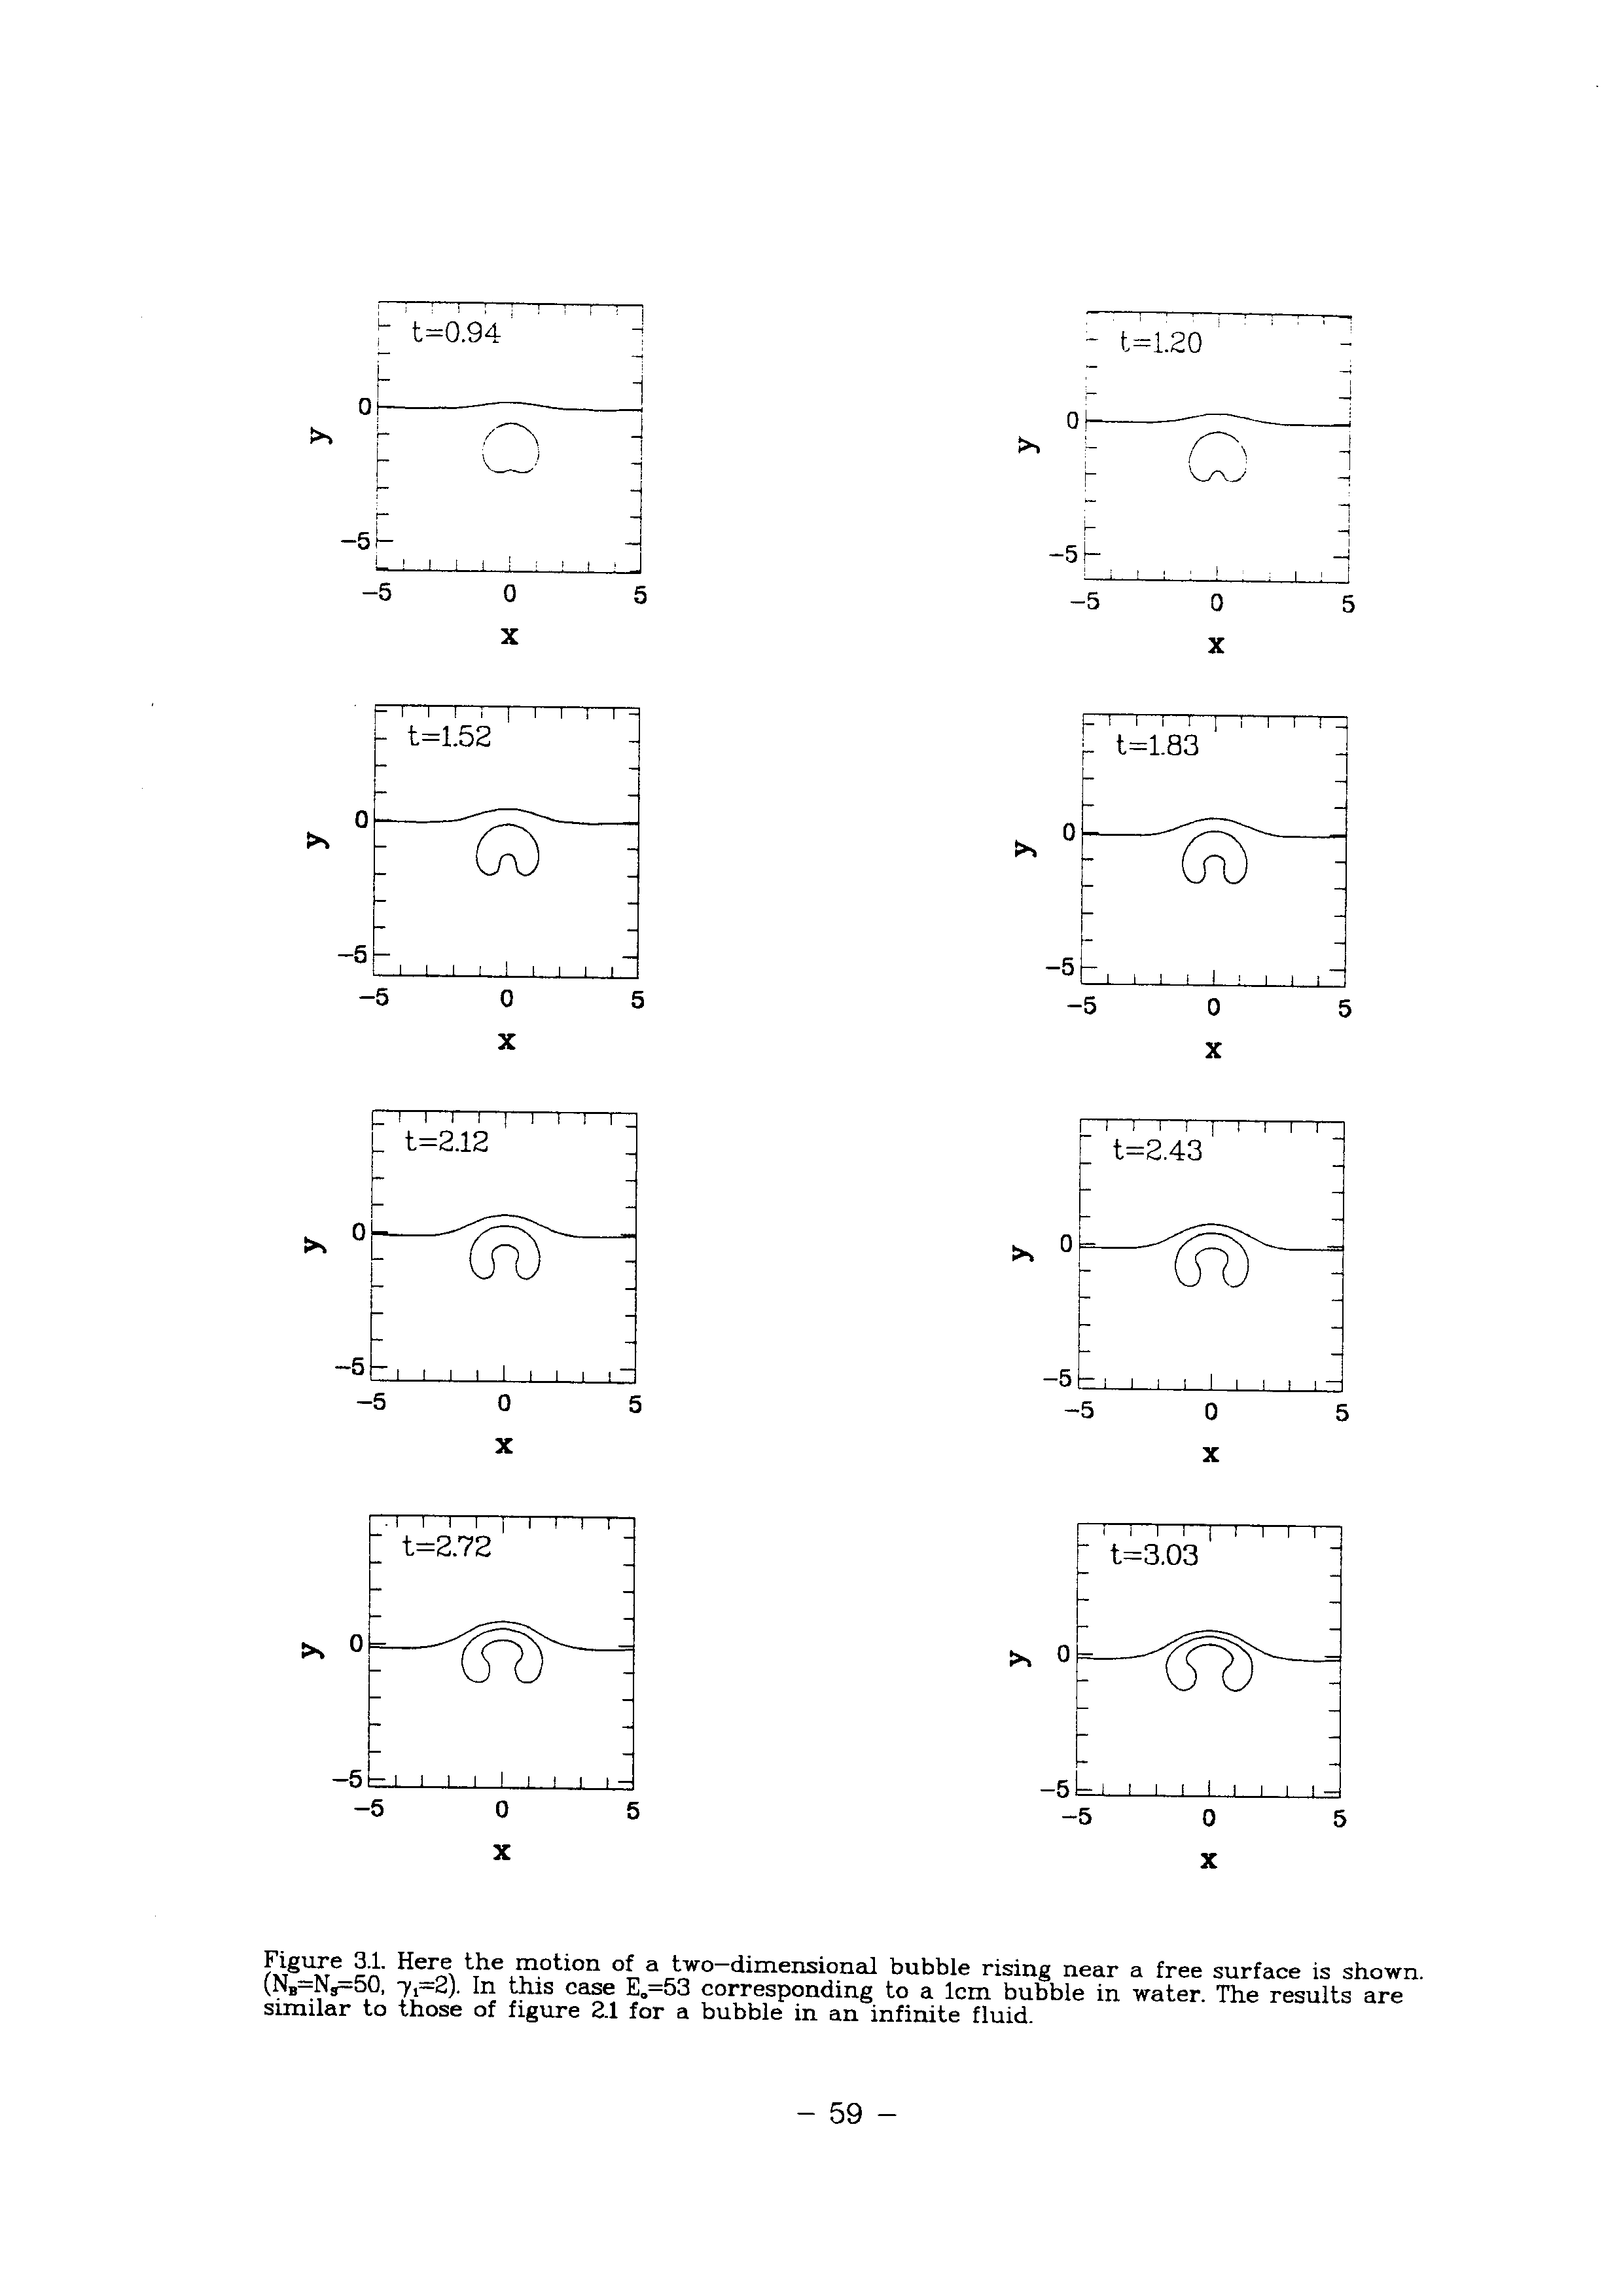 t=0.94
0
y
-5
-5 0 5
x
t=1.20
0
y
-5
-5 0 5
x
t=1.52
0
y
-5
-5 0 5
x
t=1.83
0
y
-5
-5 0 5
x
t=2.12
0
y
-5
-5 0 5
x
t=2.43
0
y
-5
-5 0 5
x
t=2.72
0
y
-5
-5 0 5
x
t=3.03
0
y
-5
-5 0 5
x
Figure 3.1. Here the motion of a two-dimensional bubble rising near a free surface is shown.
(N_B=N_S=50, γ₁=2). In this case E₀=53 corresponding to a 1cm bubble in water. The results are
similar to those of figure 2.1 for a bubble in an infinite fluid.
- 59 -